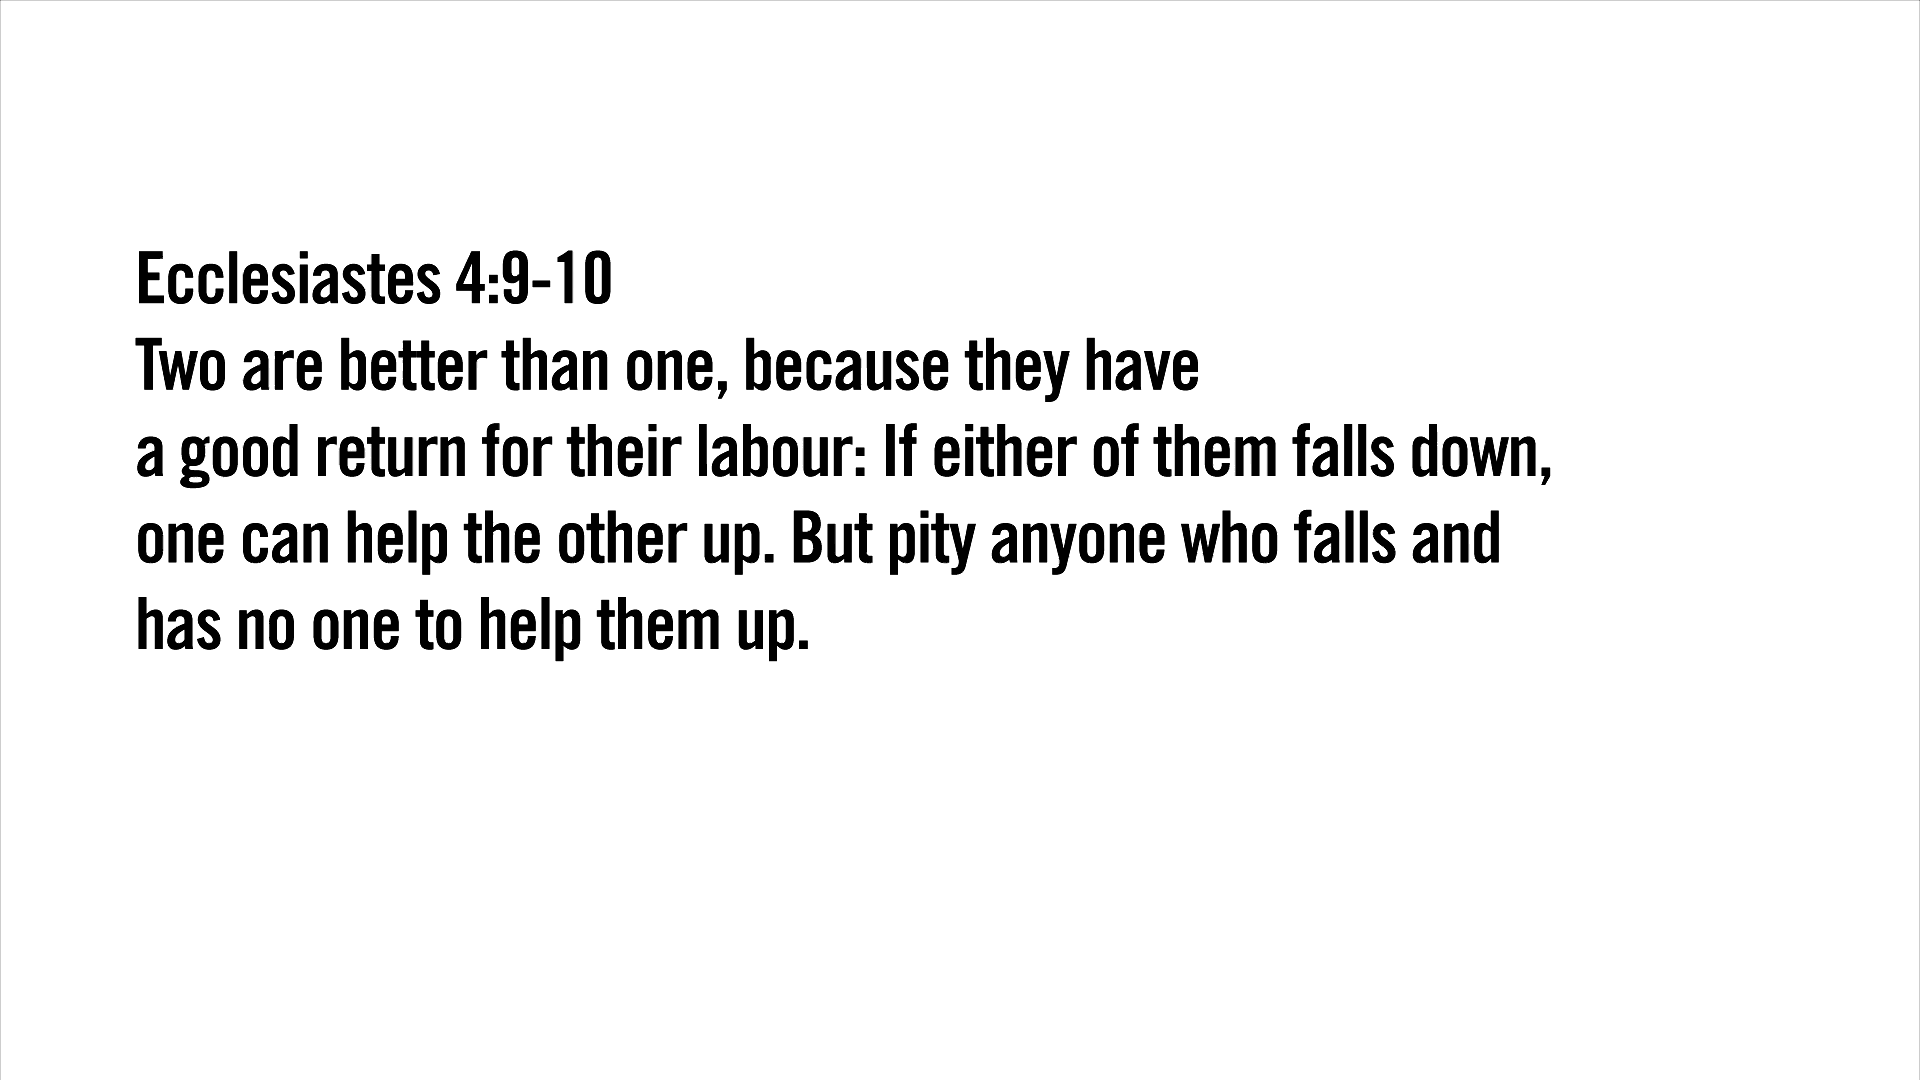 Ecclesiastes 4:9-10
Two are better than one, because they have
a good return for their labour: If either of them falls down,
one can help the other up. But pity anyone who falls and
has no one to help them up.